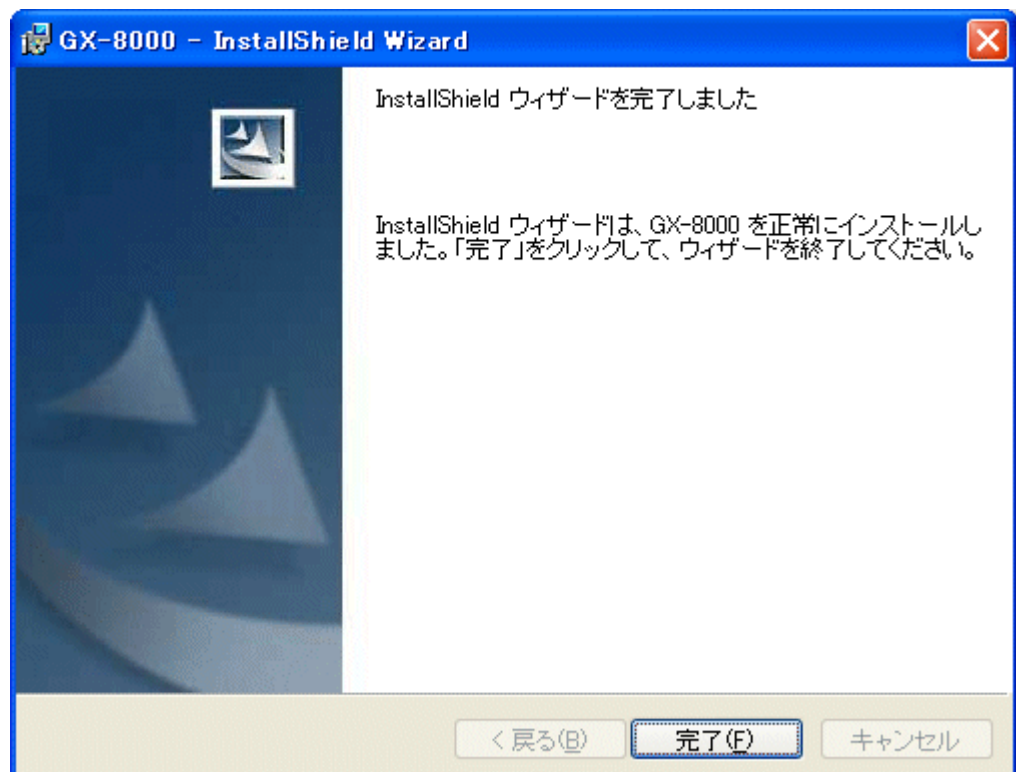 GX-8000 - InstallShield Wizard
InstallShield ウィザードを完了しました
InstallShield ウィザードは、GX-8000 を正常にインストールし
ました。「完了」をクリックして、ウィザードを終了してください。
< 戻る(B)
完了(F)
キャンセル